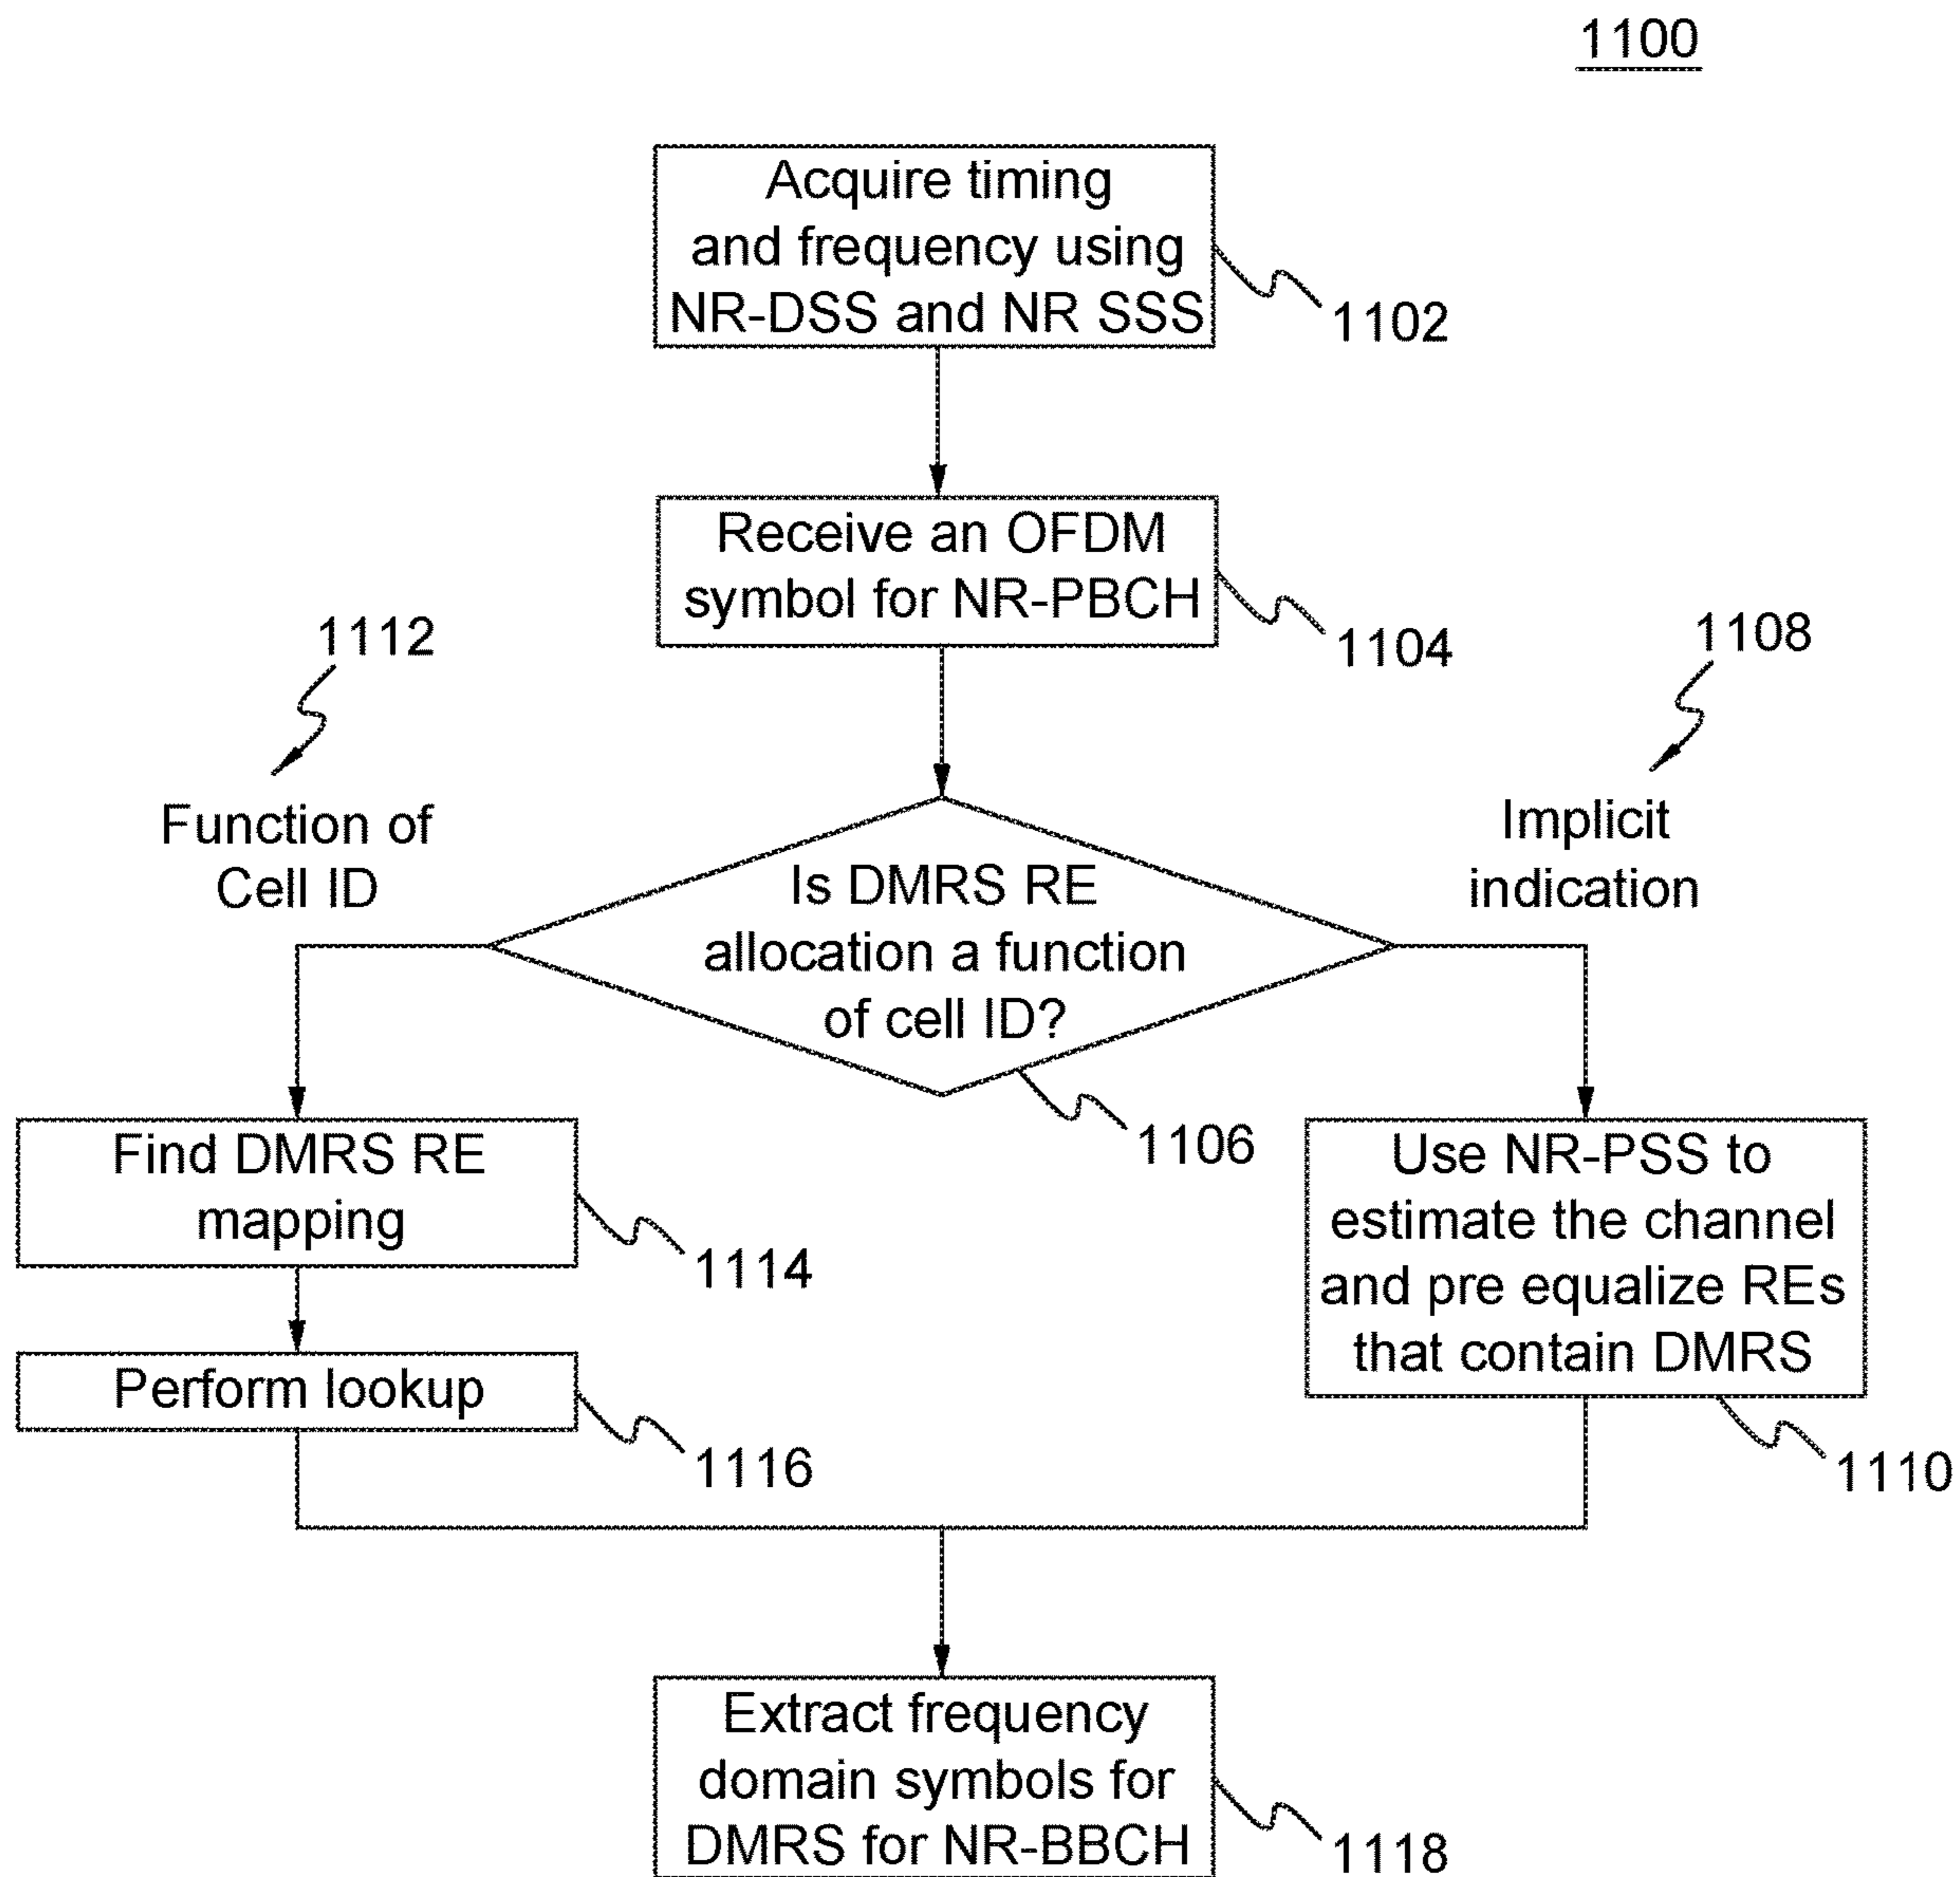 1100
Acquire timing
and frequency using
NR-DSS and NR SSS
1102
Receive an OFDM
symbol for NR-PBCH
1104
1112
1108
Function of
Cell ID
Implicit
indication
Is DMRS RE
allocation a function
of cell ID?
1106
Find DMRS RE
mapping
1114
Perform lookup
1116
Use NR-PSS to
estimate the channel
and pre equalize REs
that contain DMRS
1110
Extract frequency
domain symbols for
DMRS for NR-BBCH
1118